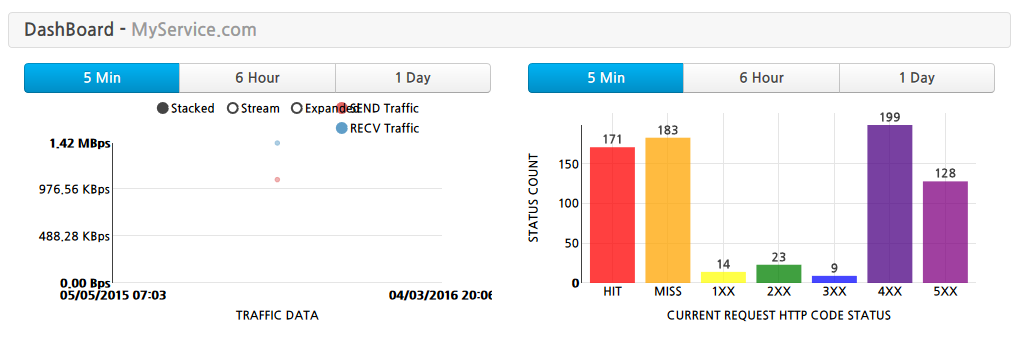 DashBoard - MyService.com
5 Min 6 Hour 1 Day
Stacked Stream Expanded SEND Traffic
RECV Traffic
1.42 MBps
976.56 KBps
488.28 KBps
0.00 Bps
05/05/2015 07:03 04/03/2016 20:06
TRAFFIC DATA
5 Min 6 Hour 1 Day
STATUS COUNT
150
100
50
0
171 183 14 23 9 199 128
HIT MISS 1XX 2XX 3XX 4XX 5XX
CURRENT REQUEST HTTP CODE STATUS